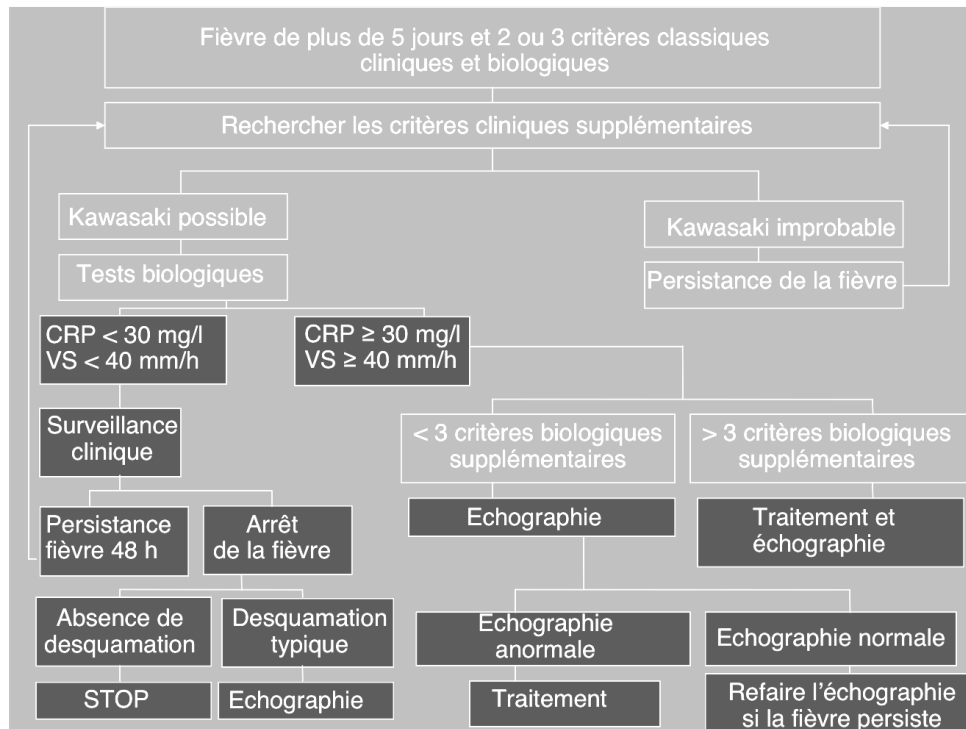 Fièvre de plus de 5 jours et 2 ou 3 critères classiques
cliniques et biologiques
Rechercher les critères cliniques supplémentaires
Kawasaki possible
Kawasaki improbable
Tests biologiques
Persistance de la fièvre
CRP < 30 mg/l
VS < 40 mm/h
CRP ≥ 30 mg/l
VS ≥ 40 mm/h
Surveillance
clinique
< 3 critères biologiques
supplémentaires
> 3 critères biologiques
supplémentaires
Persistance
fièvre 48 h
Arrêt
de la fièvre
Echographie
Traitement et
échographie
Absence de
desquamation
Desquamation
typique
Echographie
anormale
Echographie normale
STOP
Echographie
Traitement
Refaire l'échographie
si la fièvre persiste